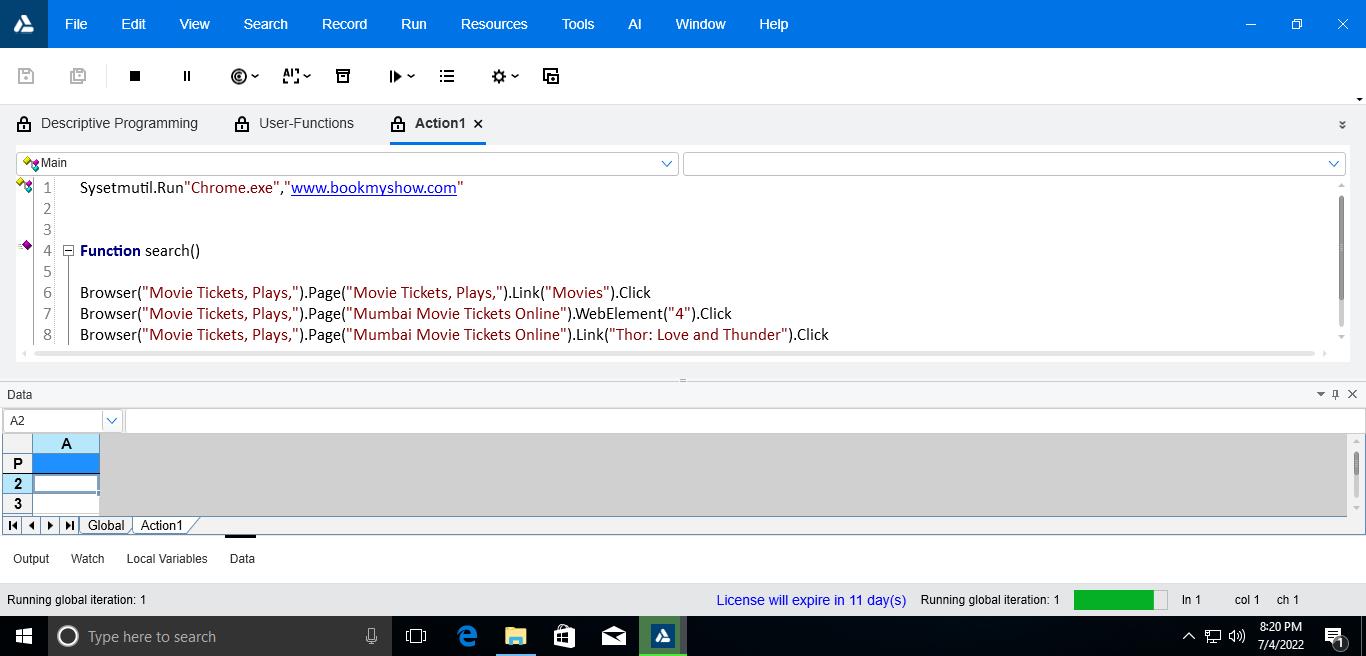 File Edit View Search Record Run Resources Tools AI Window Help
Descriptive Programming User-Functions Action1
Main
1 Sysetmutil.Run"Chrome.exe","www.bookmyshow.com"
2
3
4 Function search()
5
6 Browser("Movie Tickets, Plays,").Page("Movie Tickets, Plays,").Link("Movies").Click
7 Browser("Movie Tickets, Plays,").Page("Mumbai Movie Tickets Online").WebElement("4").Click
8 Browser("Movie Tickets, Plays,").Page("Mumbai Movie Tickets Online").Link("Thor: Love and Thunder").Click
Data
A2
A
P
2
3
Global Action1
Output Watch Local Variables Data
Running global iteration: 1 License will expire in 11 day(s) Running global iteration: 1 ln 1 col 1 ch 1
Type here to search 8:20 PM
7/4/2022 1